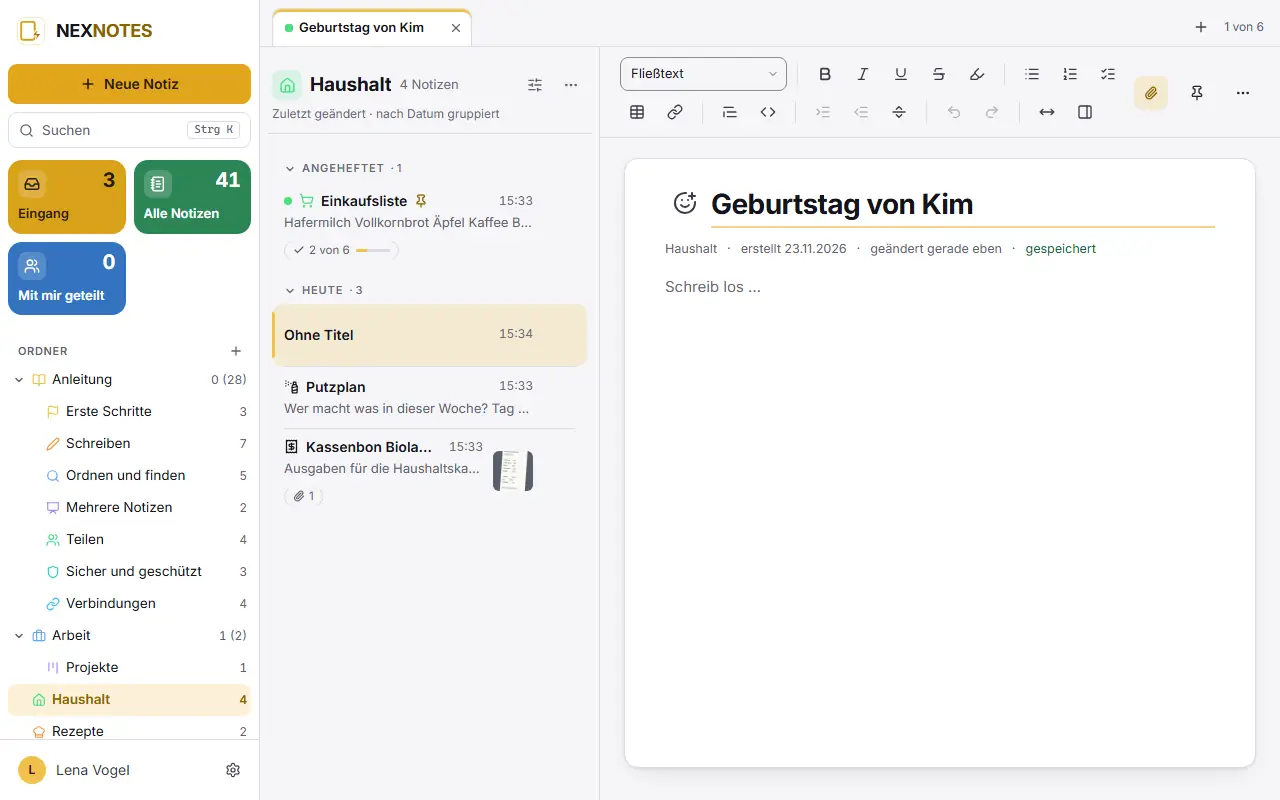 NEXNOTES
Neue Notiz
Suchen Strg K
3
Eingang
41
Alle Notizen
0
Mit mir geteilt
ORDNER
Anleitung 0 (28)
Erste Schritte 3
Schreiben 7
Ordnen und finden 5
Mehrere Notizen 2
Teilen 4
Sicher und geschützt 3
Verbindungen 4
Arbeit 1 (2)
Projekte 1
Haushalt 4
Rezepte 2
L Lena Vogel
Geburtstag von Kim
1 von 6
Haushalt 4 Notizen
Zuletzt geändert · nach Datum gruppiert
ANGEHEFTET · 1
Einkaufsliste 15:33
Hafermilch Vollkornbrot Äpfel Kaffee B...
2 von 6
HEUTE · 3
Ohne Titel 15:34
Putzplan 15:33
Wer macht was in dieser Woche? Tag ...
Kassenbon Biola... 15:33
Ausgaben für die Haushaltska...
1
Fließtext
Geburtstag von Kim
Haushalt · erstellt 23.11.2026 · geändert gerade eben · gespeichert
Schreib los ...